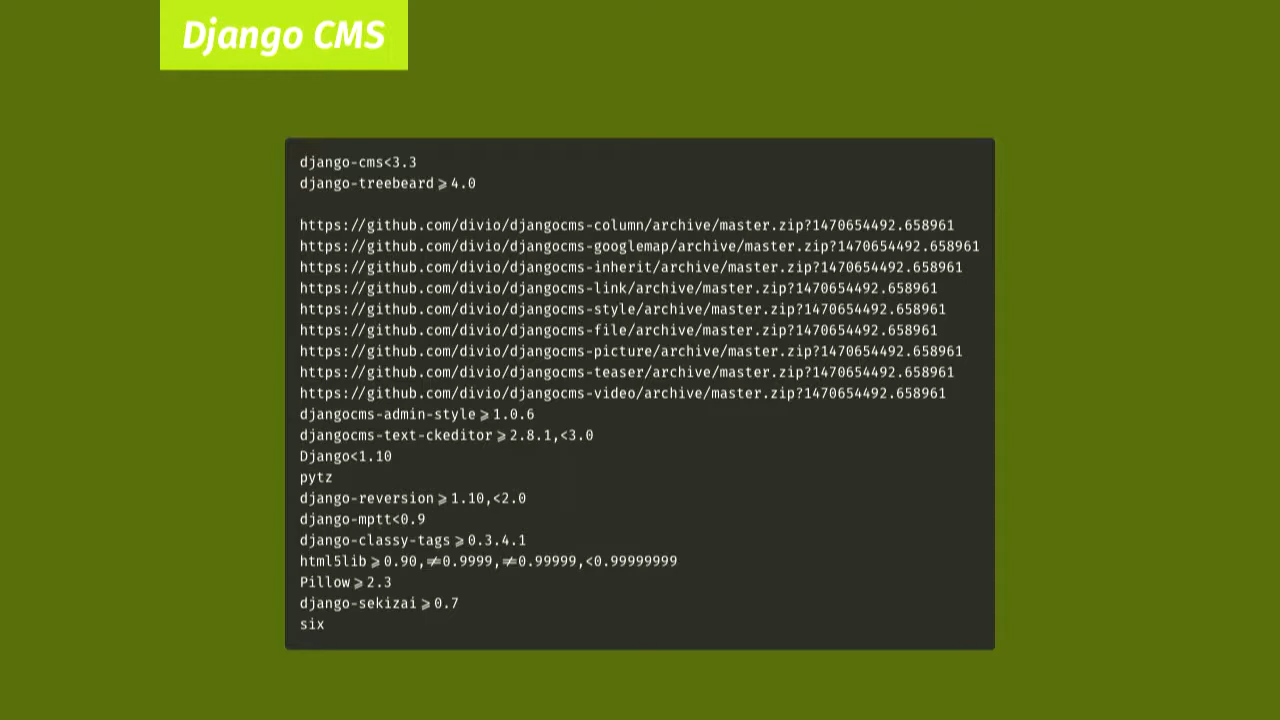 Django CMS
django-cms<3.3
django-treebeard⩾4.0
https://github.com/divio/djangocms-column/archive/master.zip?1470654492.658961
https://github.com/divio/djangocms-googlemap/archive/master.zip?1470654492.658961
https://github.com/divio/djangocms-inherit/archive/master.zip?1470654492.658961
https://github.com/divio/djangocms-link/archive/master.zip?1470654492.658961
https://github.com/divio/djangocms-style/archive/master.zip?1470654492.658961
https://github.com/divio/djangocms-file/archive/master.zip?1470654492.658961
https://github.com/divio/djangocms-picture/archive/master.zip?1470654492.658961
https://github.com/divio/djangocms-teaser/archive/master.zip?1470654492.658961
https://github.com/divio/djangocms-video/archive/master.zip?1470654492.658961
djangocms-admin-style⩾1.0.6
djangocms-text-ckeditor⩾2.8.1,<3.0
Django<1.10
pytz
django-reversion⩾1.10,<2.0
django-mptt<0.9
django-classy-tags⩾0.3.4.1
html5lib⩾0.90,≠0.9999,≠0.99999,<0.99999999
Pillow⩾2.3
django-sekizai⩾0.7
six